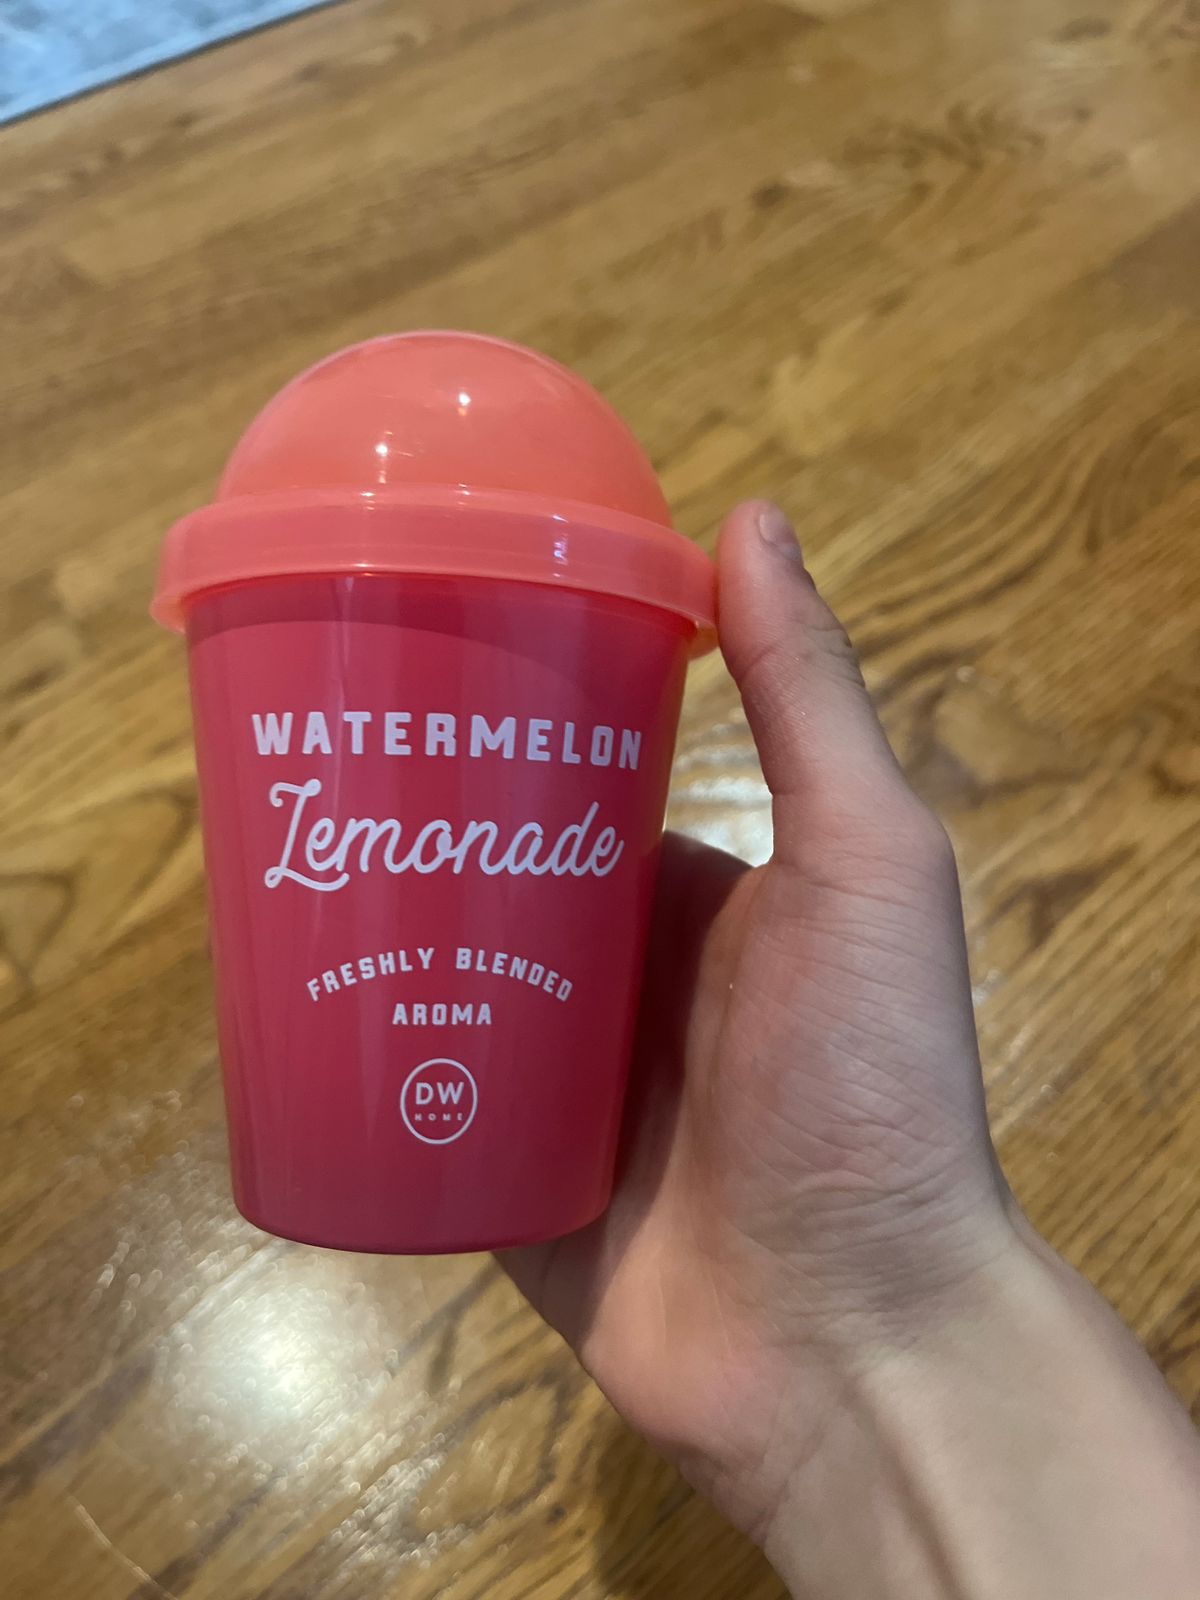 WATERMELON
Lemonade
FRESHLY BLENDED
AROMA
DW
HOME